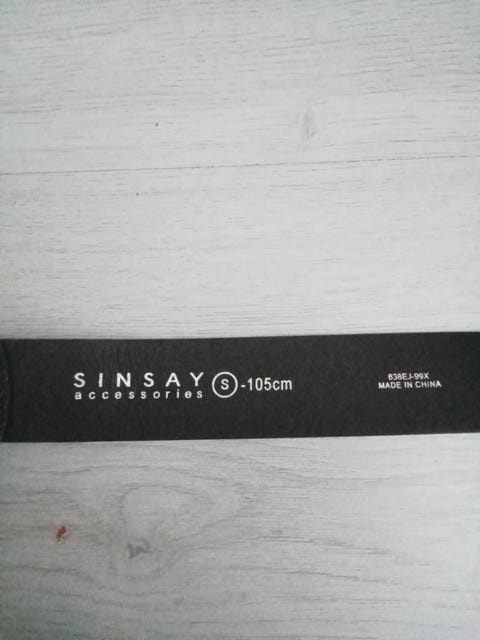 SINSAY
accessories
S -105cm
638EJ-99X
MADE IN CHINA